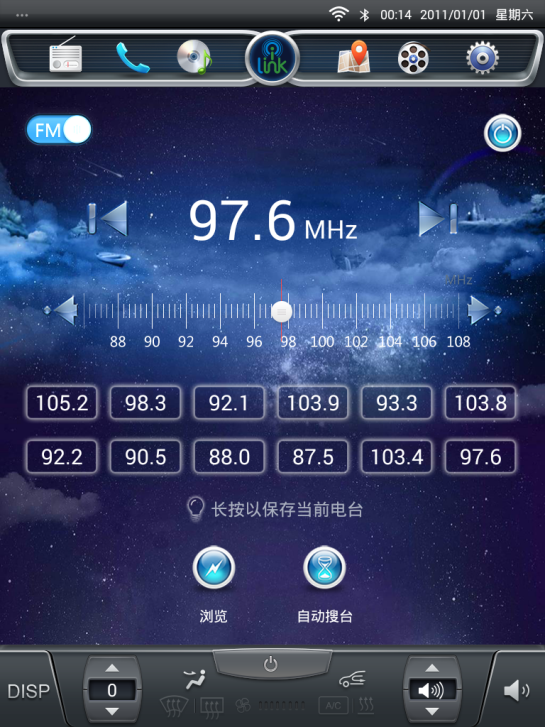 00:14 2011/01/01 星期六
link
FM
97.6 MHz
MHz
88 90 92 94 96 98 100 102 104 106 108
105.2 98.3 92.1 103.9 93.3 103.8
92.2 90.5 88.0 87.5 103.4 97.6
长按以保存当前电台
浏览 自动搜台
DISP 0
A/C